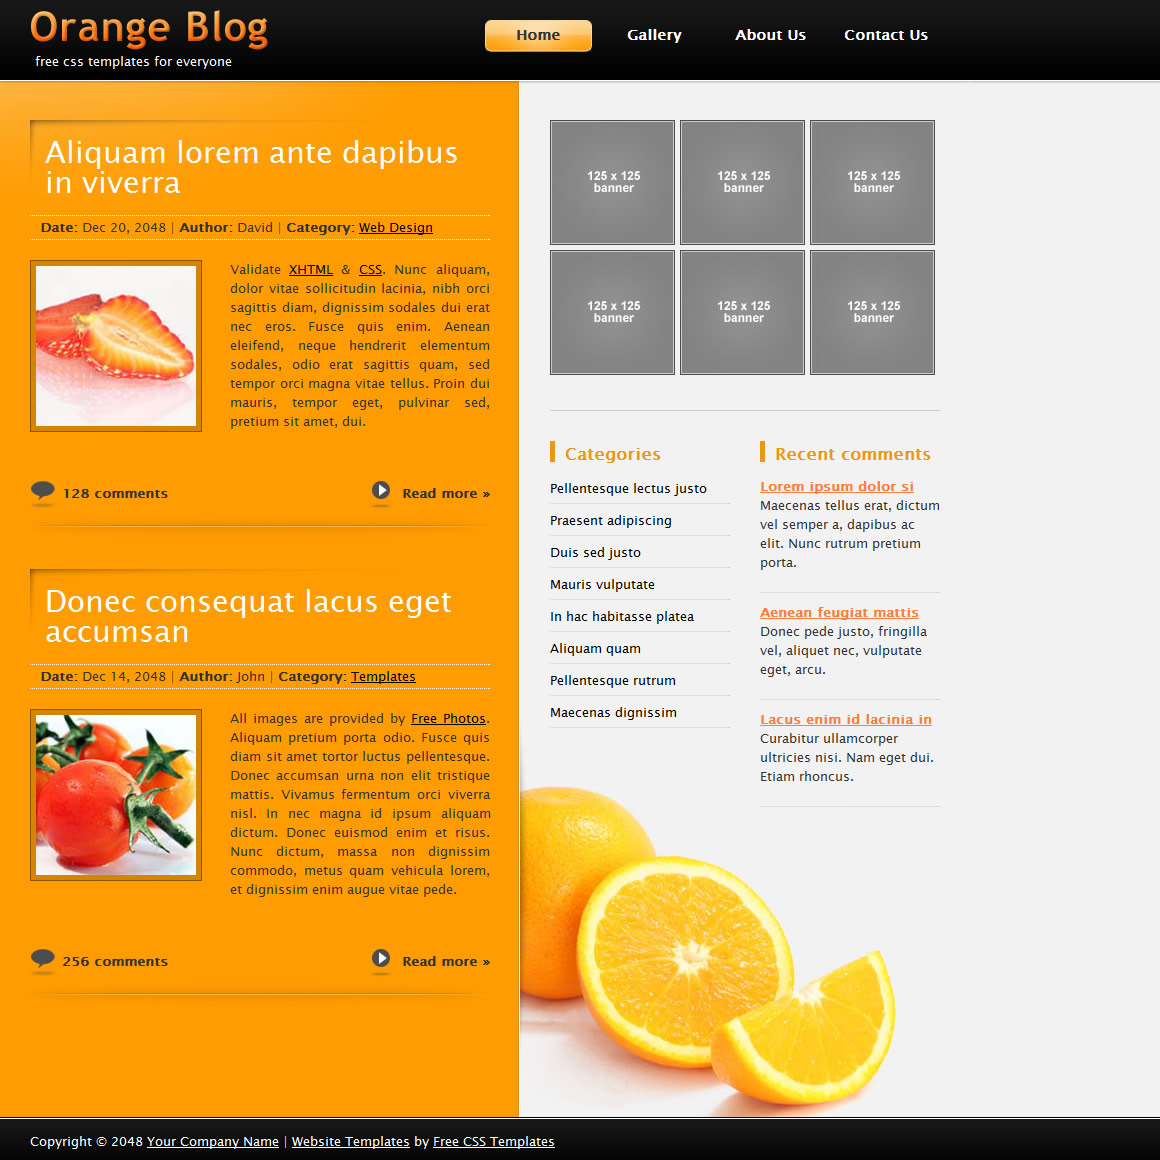 Orange Blog
free css templates for everyone
Home
Gallery
About Us
Contact Us
Aliquam lorem ante dapibus
in viverra
Date: Dec 20, 2048 | Author: David | Category: Web Design
Validate XHTML & CSS. Nunc aliquam,
dolor vitae sollicitudin lacinia, nibh orci
sagittis diam, dignissim sodales dui erat
nec eros. Fusce quis enim. Aenean
eleifend, neque hendrerit elementum
sodales, odio erat sagittis quam, sed
tempor orci magna vitae tellus. Proin dui
mauris, tempor eget, pulvinar sed,
pretium sit amet, dui.
128 comments
Read more »
Donec consequat lacus eget
accumsan
Date: Dec 14, 2048 | Author: John | Category: Templates
All images are provided by Free Photos.
Aliquam pretium porta odio. Fusce quis
diam sit amet tortor luctus pellentesque.
Donec accumsan urna non elit tristique
mattis. Vivamus fermentum orci viverra
nisl. In nec magna id ipsum aliquam
dictum. Donec euismod enim et risus.
Nunc dictum, massa non dignissim
commodo, metus quam vehicula lorem,
et dignissim enim augue vitae pede.
256 comments
Read more »
125 x 125
banner
125 x 125
banner
125 x 125
banner
125 x 125
banner
125 x 125
banner
125 x 125
banner
Categories
Pellentesque lectus justo
Praesent adipiscing
Duis sed justo
Mauris vulputate
In hac habitasse platea
Aliquam quam
Pellentesque rutrum
Maecenas dignissim
Recent comments
Lorem ipsum dolor si
Maecenas tellus erat, dictum
vel semper a, dapibus ac
elit. Nunc rutrum pretium
porta.
Aenean feugiat mattis
Donec pede justo, fringilla
vel, aliquet nec, vulputate
eget, arcu.
Lacus enim id lacinia in
Curabitur ullamcorper
ultricies nisi. Nam eget dui.
Etiam rhoncus.
Copyright © 2048 Your Company Name | Website Templates by Free CSS Templates